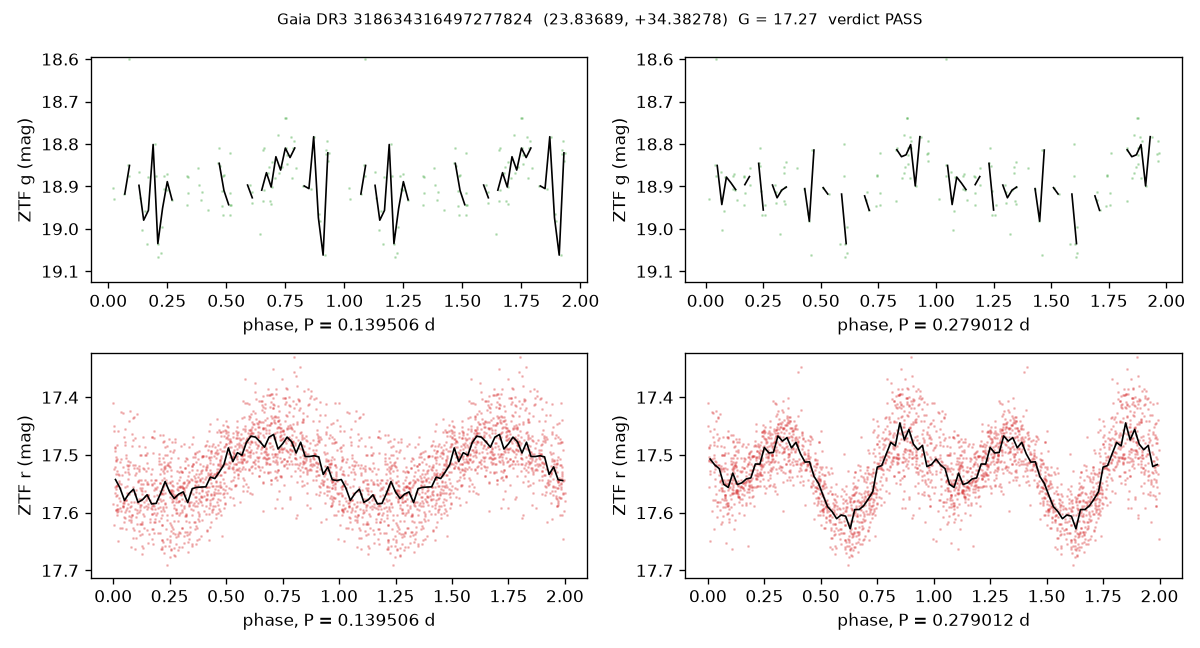 Gaia DR3 318634316497277824 (23.83689, +34.38278) G = 17.27 verdict PASS
18.6
18.7
18.8
18.9
19.0
19.1
ZTF g (mag)
0.00 0.25 0.50 0.75 1.00 1.25 1.50 1.75 2.00
phase, P = 0.139506 d
18.6
18.7
18.8
18.9
19.0
19.1
ZTF g (mag)
0.00 0.25 0.50 0.75 1.00 1.25 1.50 1.75 2.00
phase, P = 0.279012 d
17.4
17.5
17.6
17.7
ZTF r (mag)
0.00 0.25 0.50 0.75 1.00 1.25 1.50 1.75 2.00
phase, P = 0.139506 d
17.4
17.5
17.6
17.7
ZTF r (mag)
0.00 0.25 0.50 0.75 1.00 1.25 1.50 1.75 2.00
phase, P = 0.279012 d